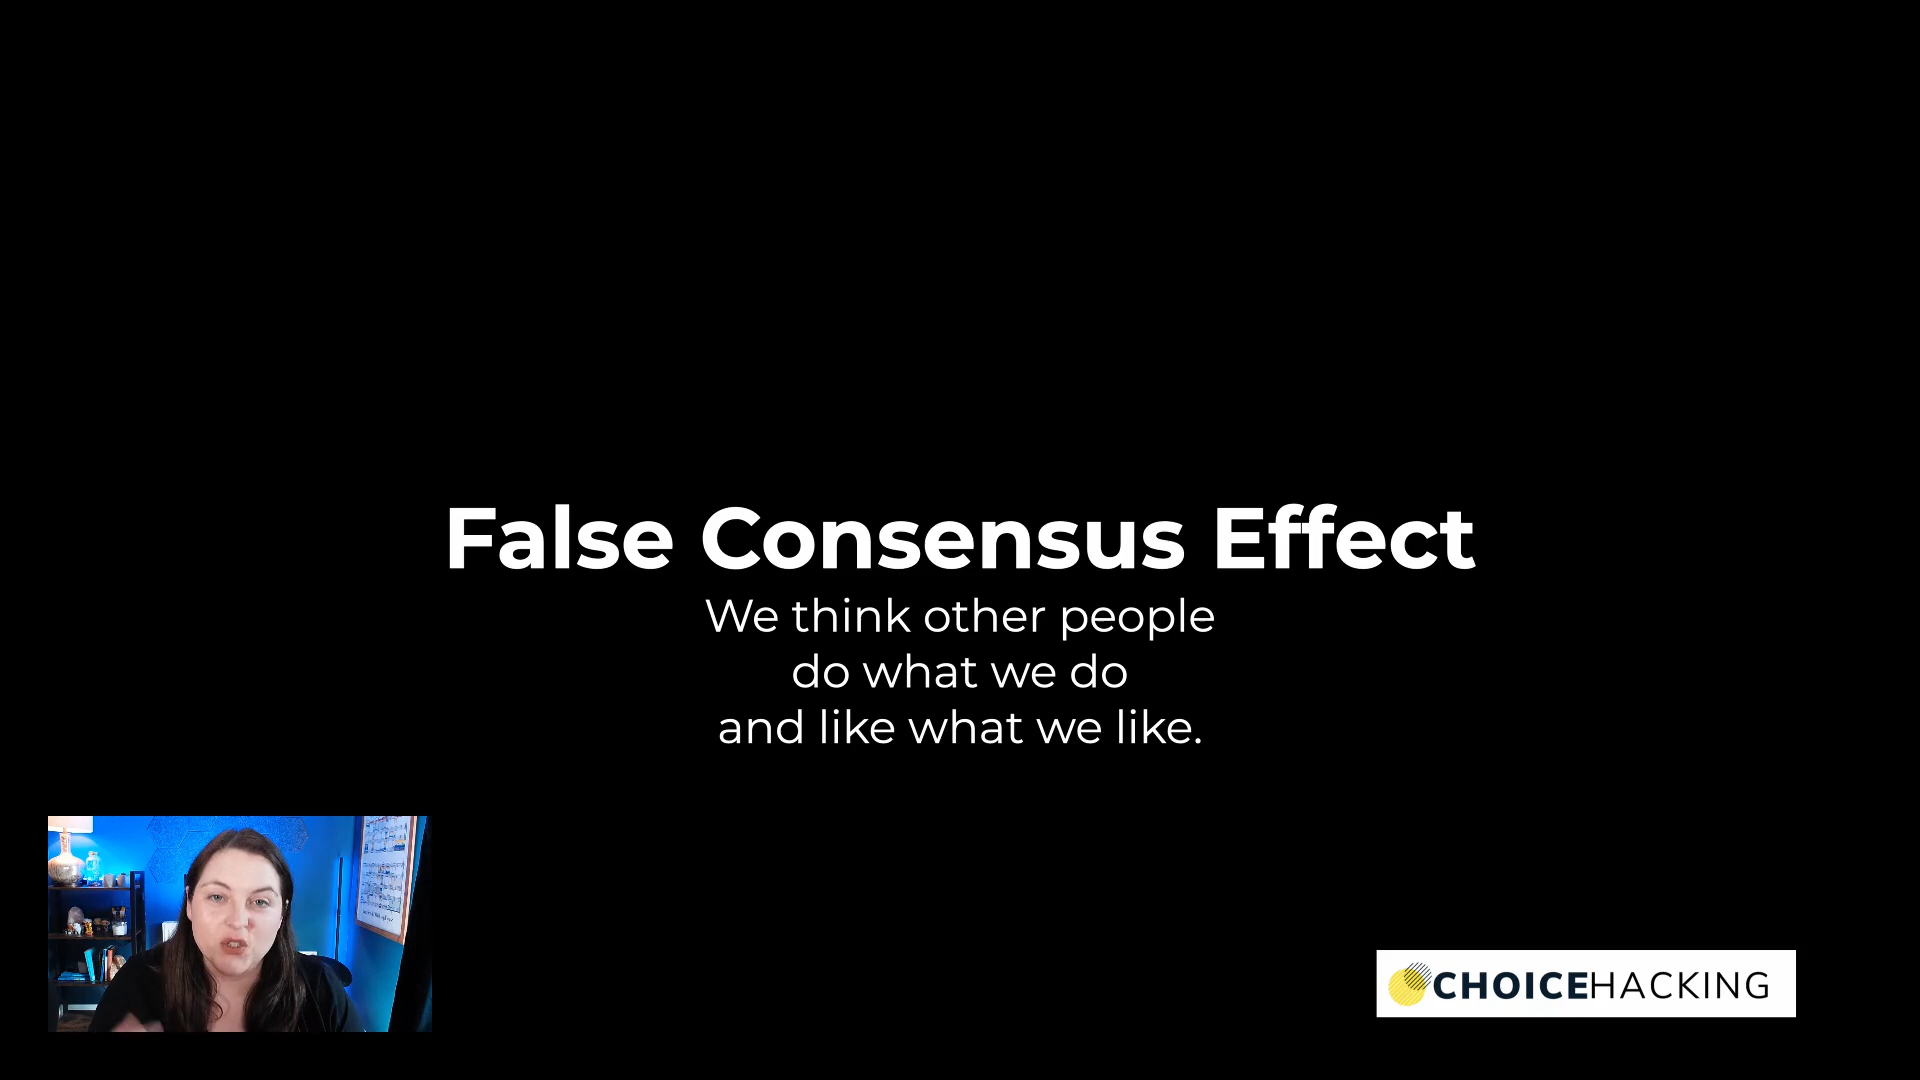 False Consensus Effect
We think other people
do what we do
and like what we like.
CHOICEHACKING